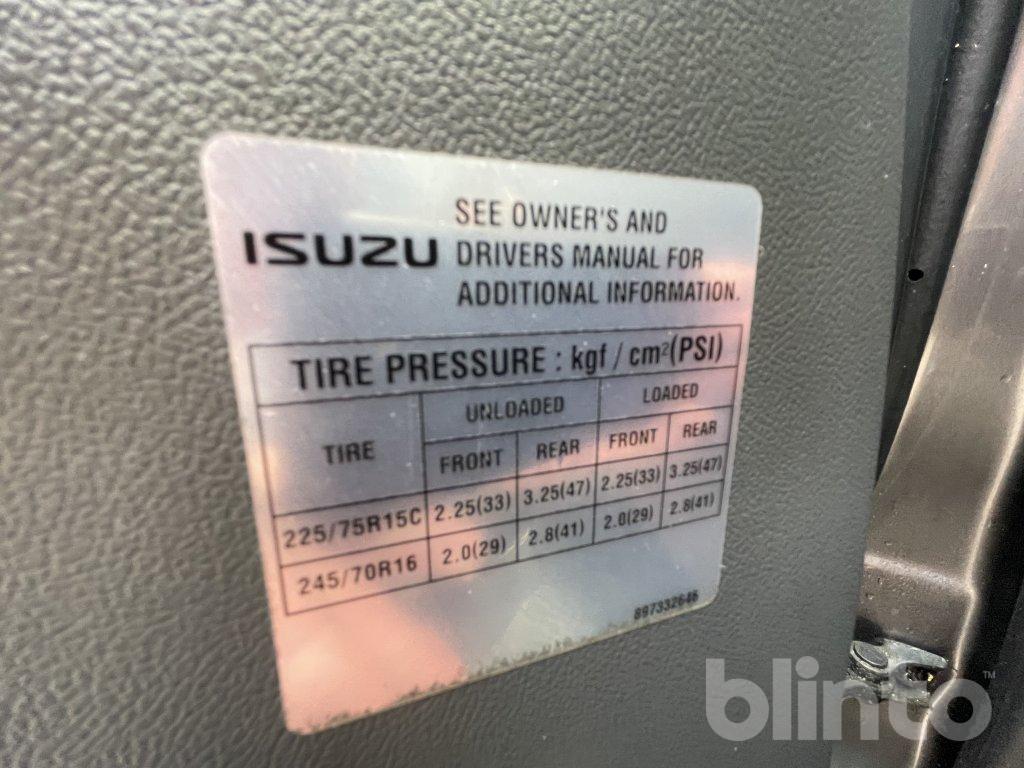 ISUZU
SEE OWNER'S AND
DRIVERS MANUAL FOR
ADDITIONAL INFORMATION.
TIRE PRESSURE : kgf / cm²(PSI)
TIRE UNLOADED LOADED
FRONT REAR FRONT REAR
225/75R15C 2.25(33) 3.25(47) 2.25(33) 3.25(47)
245/70R16 2.0(29) 2.8(41) 2.0(29) 2.8(41)
897332646
blinto™